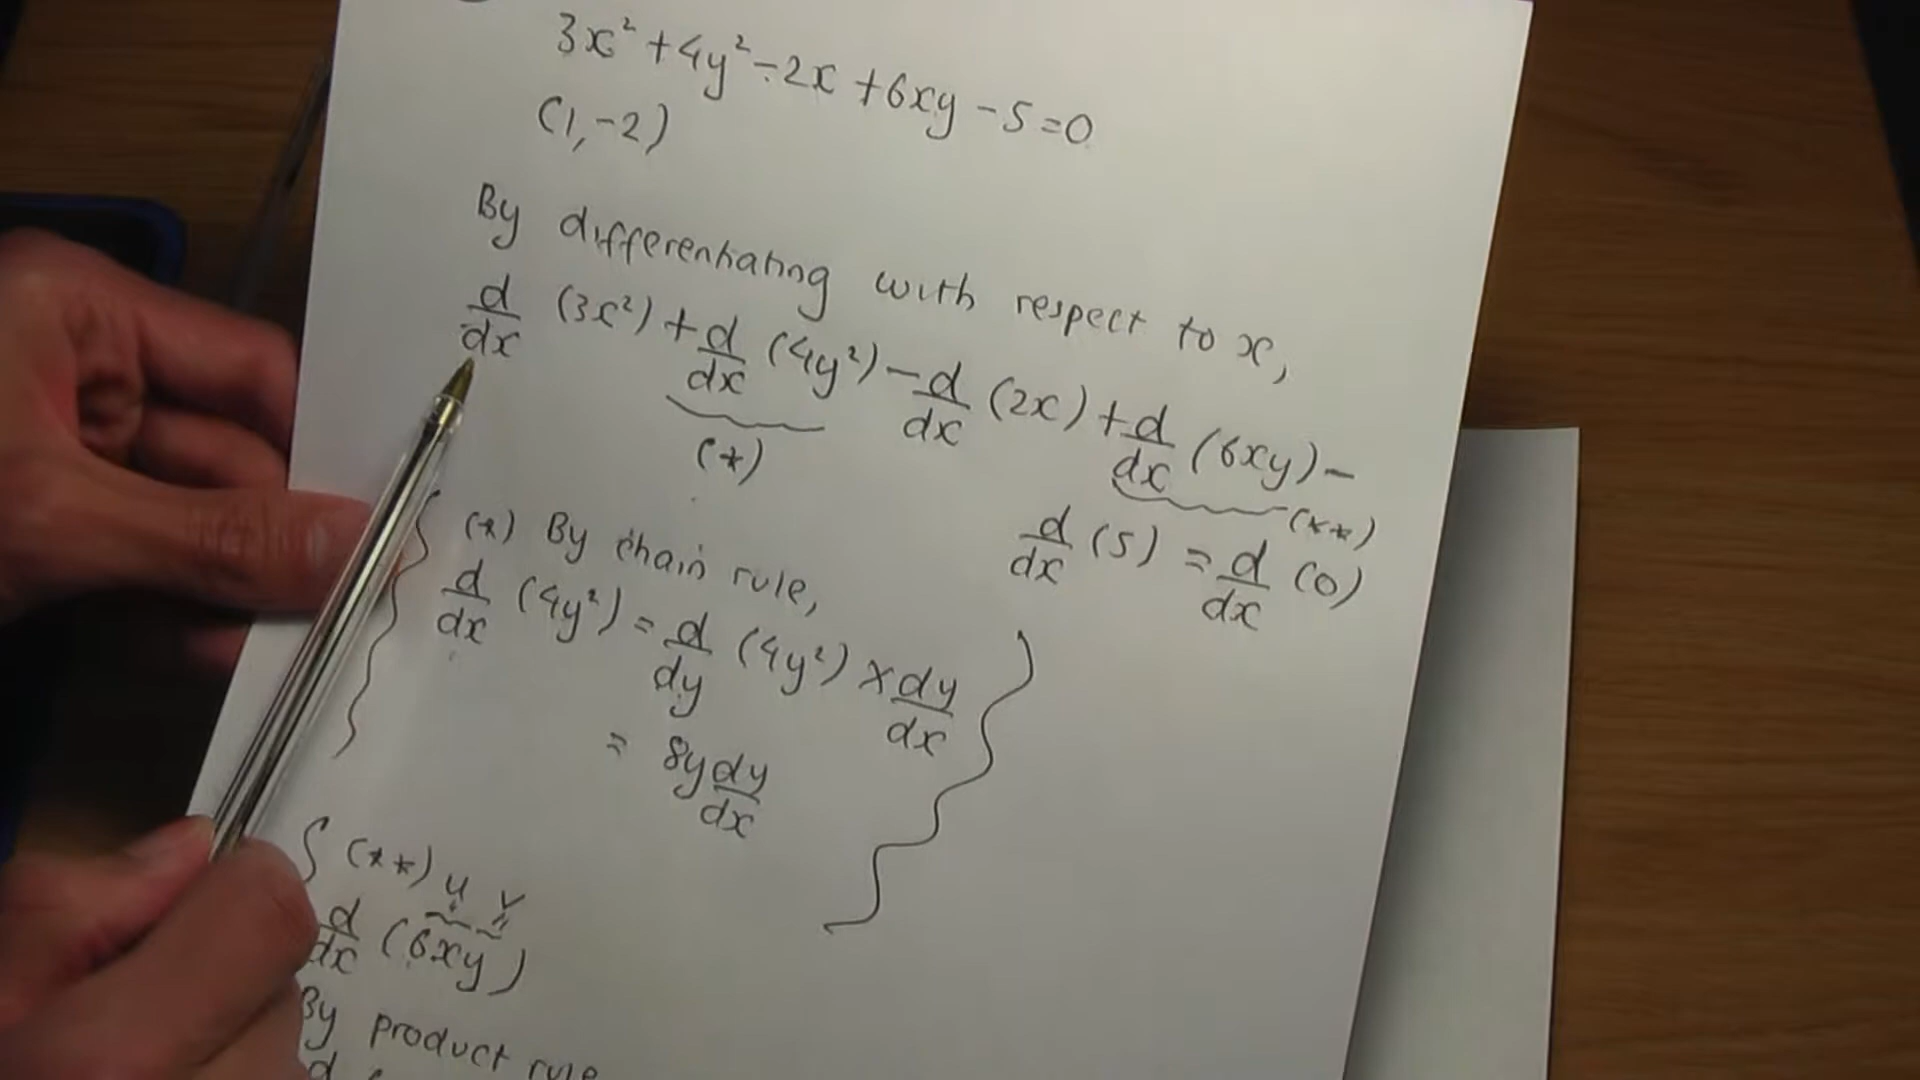 3x² + 4y² - 2x + 6xy - 5 = 0
(1, -2)
By differentiating with respect to x,
d/dx (3x²) + d/dx (4y²) - d/dx (2x) + d/dx (6xy) -
(*) (**)
d/dx (5) = d/dx (0)
(*) By chain rule,
d/dx (4y²) = d/dy (4y²) × dy/dx
= 8y dy/dx
(**) u v
d/dx (6xy)
By product rule
d